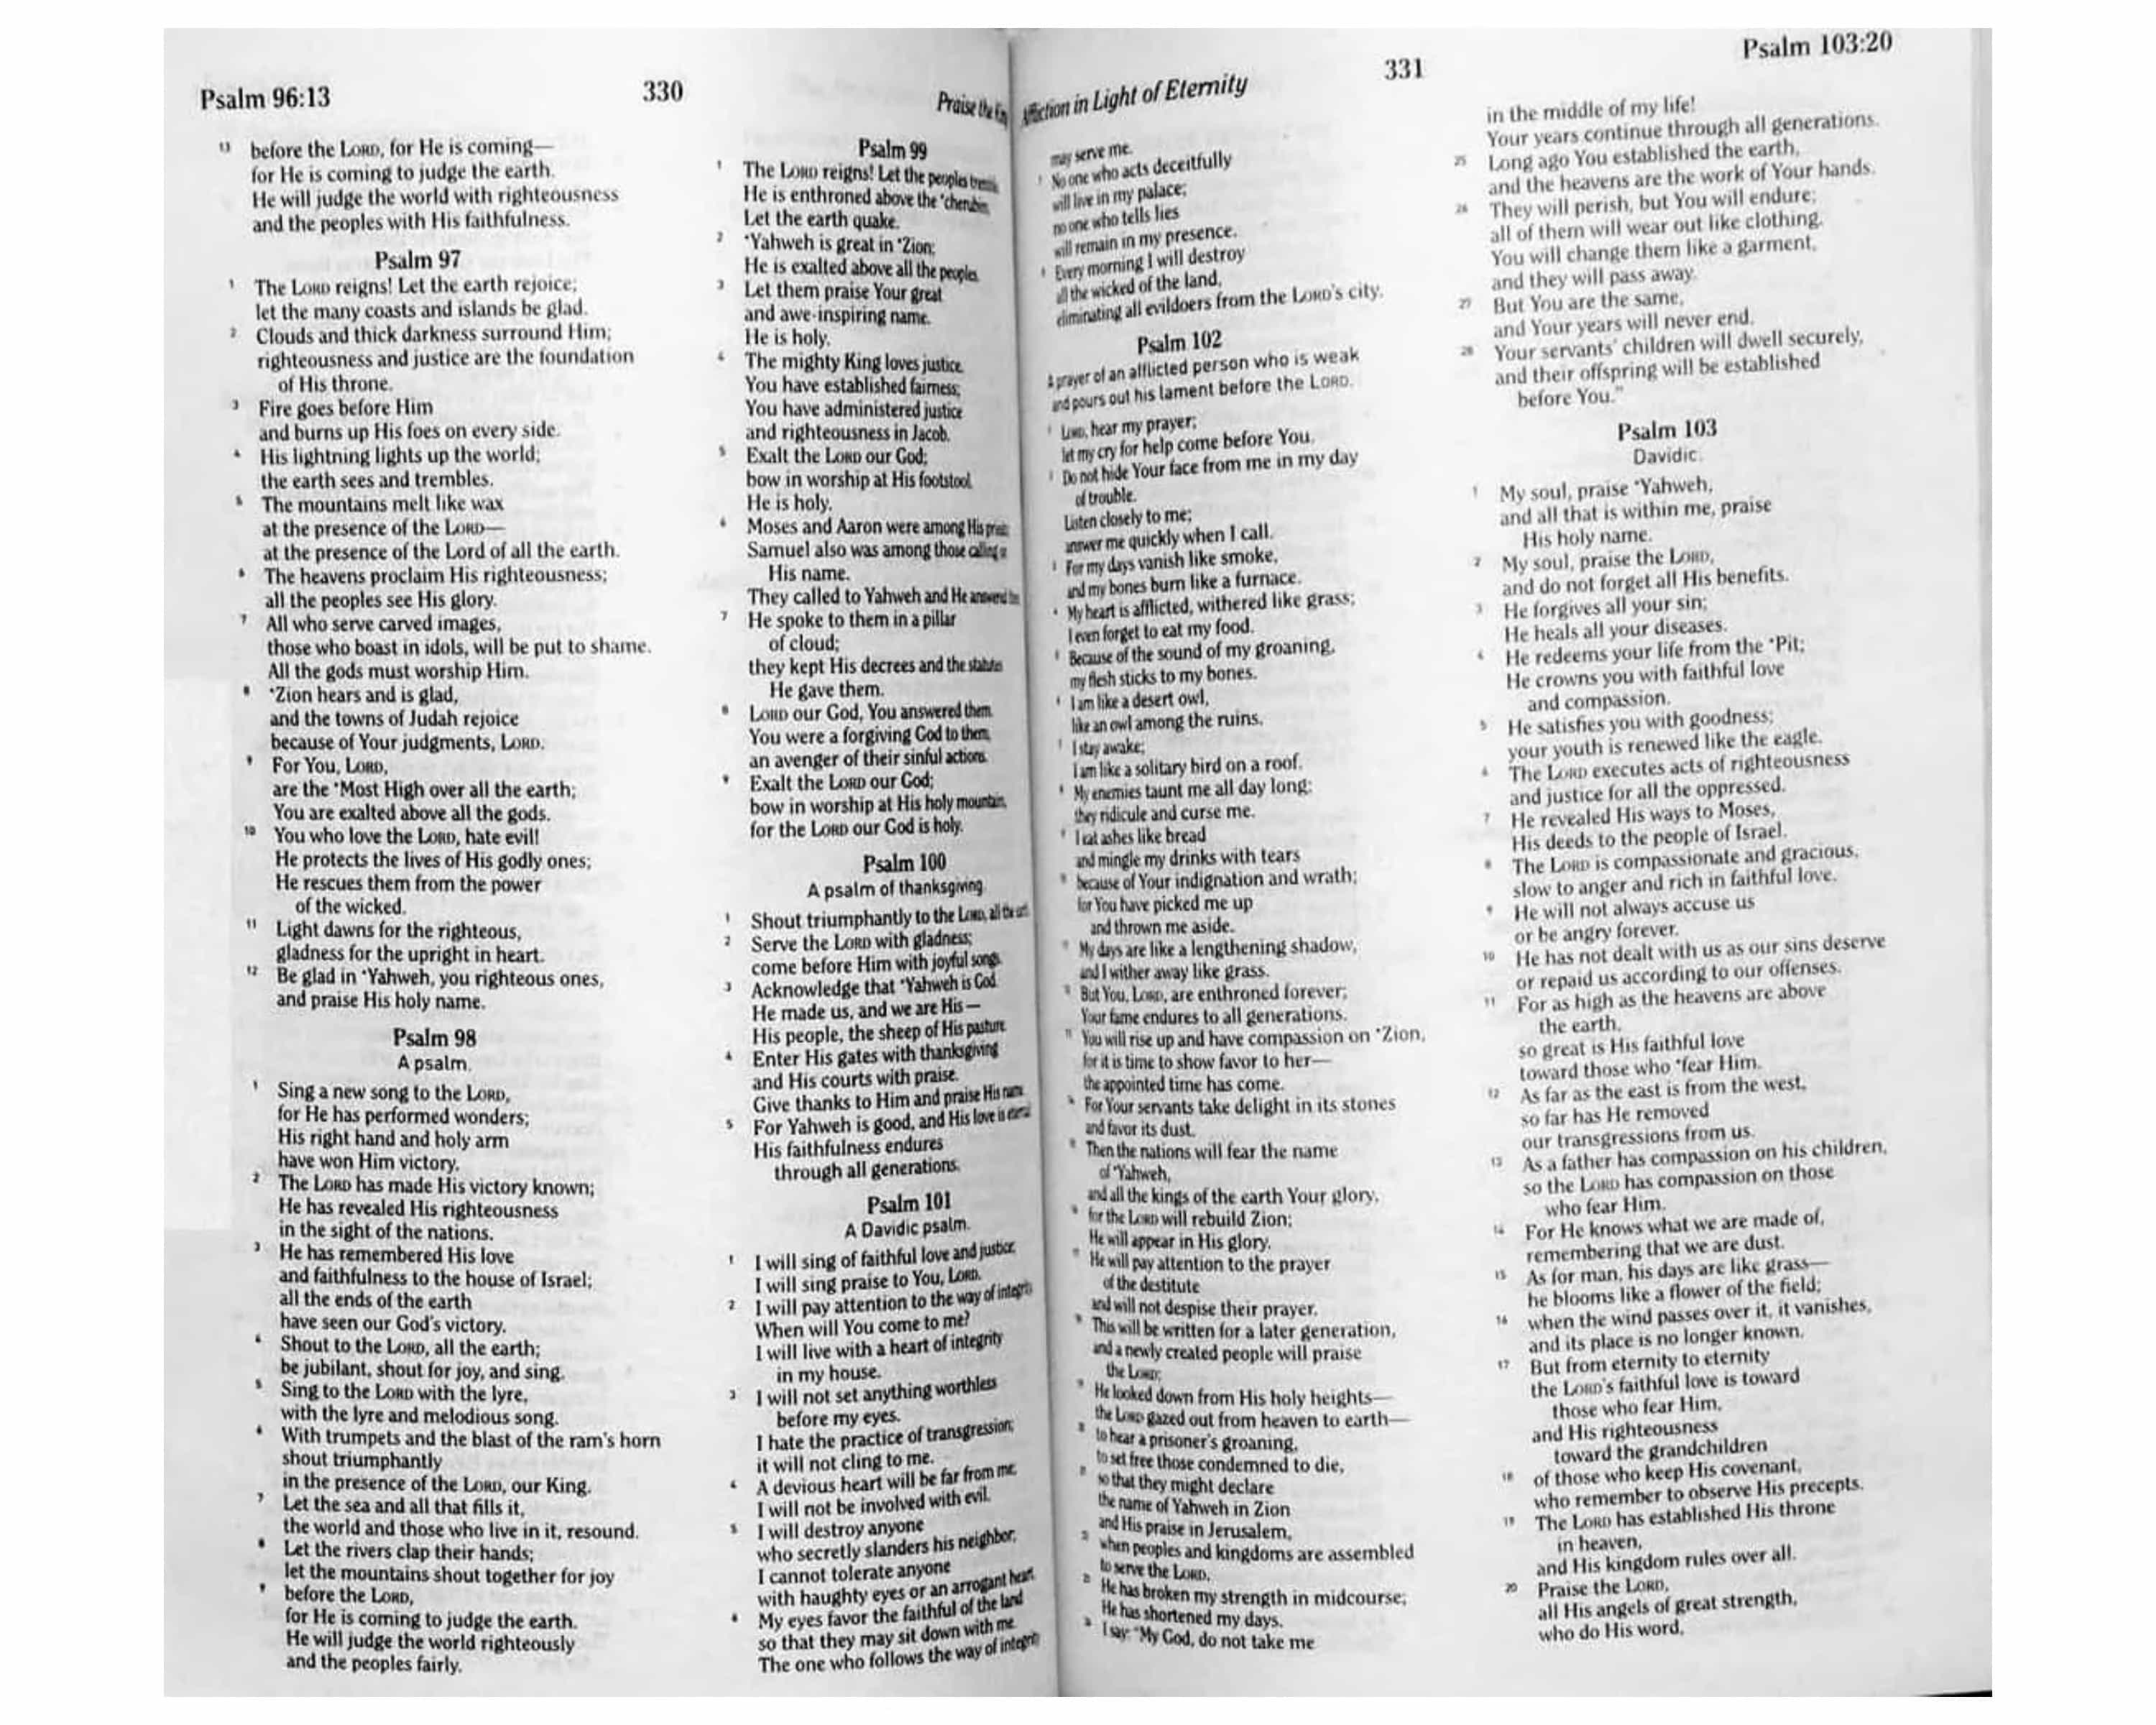 Psalm 96:13
330
Praise the
13 before the LORD, for He is coming—
for He is coming to judge the earth.
He will judge the world with righteousness
and the peoples with His faithfulness.
Psalm 97
1 The LORD reigns! Let the earth rejoice;
let the many coasts and islands be glad.
2 Clouds and thick darkness surround Him;
righteousness and justice are the foundation
of His throne.
3 Fire goes before Him
and burns up His foes on every side.
4 His lightning lights up the world;
the earth sees and trembles.
5 The mountains melt like wax
at the presence of the LORD—
at the presence of the Lord of all the earth.
6 The heavens proclaim His righteousness;
all the peoples see His glory.
7 All who serve carved images,
those who boast in idols, will be put to shame.
All the gods must worship Him.
8 •Zion hears and is glad,
and the towns of Judah rejoice
because of Your judgments, LORD.
9 For You, LORD,
are the •Most High over all the earth;
You are exalted above all the gods.
10 You who love the LORD, hate evil!
He protects the lives of His godly ones;
He rescues them from the power
of the wicked.
11 Light dawns for the righteous,
gladness for the upright in heart.
12 Be glad in •Yahweh, you righteous ones,
and praise His holy name.
Psalm 98
A psalm.
1 Sing a new song to the LORD,
for He has performed wonders;
His right hand and holy arm
have won Him victory.
2 The LORD has made His victory known;
He has revealed His righteousness
in the sight of the nations.
3 He has remembered His love
and faithfulness to the house of Israel;
all the ends of the earth
have seen our God's victory.
4 Shout to the LORD, all the earth;
be jubilant, shout for joy, and sing.
5 Sing to the LORD with the lyre,
with the lyre and melodious song.
6 With trumpets and the blast of the ram's horn
shout triumphantly
in the presence of the LORD, our King.
7 Let the sea and all that fills it,
the world and those who live in it, resound.
8 Let the rivers clap their hands;
let the mountains shout together for joy
9 before the LORD,
for He is coming to judge the earth.
He will judge the world righteously
and the peoples fairly.
Psalm 99
1 The LORD reigns! Let the peoples
He is enthroned above the •cherubim.
Let the earth quake.
2 •Yahweh is great in •Zion;
He is exalted above all the peoples.
3 Let them praise Your great
and awe-inspiring name.
He is holy.
4 The mighty King loves justice.
You have established fairness;
You have administered justice
and righteousness in Jacob.
5 Exalt the LORD our God;
bow in worship at His footstool.
He is holy.
6 Moses and Aaron were among His
Samuel also was among those calling
His name.
They called to Yahweh and He answered
7 He spoke to them in a pillar
of cloud;
they kept His decrees and the statutes
He gave them.
8 LORD our God, You answered them.
You were a forgiving God to them,
an avenger of their sinful actions.
9 Exalt the LORD our God;
bow in worship at His holy mountain,
for the LORD our God is holy.
Psalm 100
A psalm of thanksgiving.
1 Shout triumphantly to the LORD, all the
2 Serve the LORD with gladness;
come before Him with joyful songs.
3 Acknowledge that •Yahweh is God.
He made us, and we are His—
His people, the sheep of His pasture.
4 Enter His gates with thanksgiving
and His courts with praise.
Give thanks to Him and praise His name.
5 For Yahweh is good, and His love is eternal;
His faithfulness endures
through all generations.
Psalm 101
A Davidic psalm.
1 I will sing of faithful love and justice;
I will sing praise to You, LORD.
2 I will pay attention to the way of integrity.
When will You come to me?
I will live with a heart of integrity
in my house.
3 I will not set anything worthless
before my eyes.
I hate the practice of transgression;
it will not cling to me.
4 A devious heart will be far from me;
I will not be involved with evil.
5 I will destroy anyone
who secretly slanders his neighbor;
I cannot tolerate anyone
with haughty eyes or an arrogant heart.
6 My eyes favor the faithful of the land
so that they may sit down with me.
The one who follows the way of integrity
Affliction in Light of Eternity
331
Psalm 103:20
may serve me.
7 No one who acts deceitfully
will live in my palace;
no one who tells lies
will remain in my presence.
8 Every morning I will destroy
all the wicked of the land,
eliminating all evildoers from the LORD's city.
Psalm 102
A prayer of an afflicted person who is weak
and pours out his lament before the LORD.
1 LORD, hear my prayer;
let my cry for help come before You.
2 Do not hide Your face from me in my day
of trouble.
Listen closely to me;
answer me quickly when I call.
3 For my days vanish like smoke,
and my bones burn like a furnace.
4 My heart is afflicted, withered like grass;
I even forget to eat my food.
5 Because of the sound of my groaning,
my flesh sticks to my bones.
6 I am like a desert owl,
like an owl among the ruins.
7 I stay awake;
I am like a solitary bird on a roof.
8 My enemies taunt me all day long;
they ridicule and curse me.
9 I eat ashes like bread
and mingle my drinks with tears
10 because of Your indignation and wrath;
for You have picked me up
and thrown me aside.
11 My days are like a lengthening shadow,
and I wither away like grass.
12 But You, LORD, are enthroned forever;
Your fame endures to all generations.
13 You will rise up and have compassion on •Zion,
for it is time to show favor to her—
the appointed time has come.
14 For Your servants take delight in its stones
and favor its dust.
15 Then the nations will fear the name
of •Yahweh,
and all the kings of the earth Your glory,
16 for the LORD will rebuild Zion;
He will appear in His glory.
17 He will pay attention to the prayer
of the destitute
and will not despise their prayer.
18 This will be written for a later generation,
and a newly created people will praise
the LORD:
19 He looked down from His holy heights—
the LORD gazed out from heaven to earth—
20 to hear a prisoner's groaning,
to set free those condemned to die,
21 so that they might declare
the name of Yahweh in Zion
and His praise in Jerusalem,
22 when peoples and kingdoms are assembled
to serve the LORD.
23 He has broken my strength in midcourse;
He has shortened my days.
24 I say: "My God, do not take me
in the middle of my life!
Your years continue through all generations.
25 Long ago You established the earth,
and the heavens are the work of Your hands.
26 They will perish, but You will endure;
all of them will wear out like clothing.
You will change them like a garment,
and they will pass away.
27 But You are the same,
and Your years will never end.
28 Your servants' children will dwell securely,
and their offspring will be established
before You."
Psalm 103
Davidic.
1 My soul, praise •Yahweh,
and all that is within me, praise
His holy name.
2 My soul, praise the LORD,
and do not forget all His benefits.
3 He forgives all your sin;
He heals all your diseases.
4 He redeems your life from the •Pit;
He crowns you with faithful love
and compassion.
5 He satisfies you with goodness;
your youth is renewed like the eagle.
6 The LORD executes acts of righteousness
and justice for all the oppressed.
7 He revealed His ways to Moses,
His deeds to the people of Israel.
8 The LORD is compassionate and gracious,
slow to anger and rich in faithful love.
9 He will not always accuse us
or be angry forever.
10 He has not dealt with us as our sins deserve
or repaid us according to our offenses.
11 For as high as the heavens are above
the earth,
so great is His faithful love
toward those who •fear Him.
12 As far as the east is from the west,
so far has He removed
our transgressions from us.
13 As a father has compassion on his children,
so the LORD has compassion on those
who fear Him.
14 For He knows what we are made of,
remembering that we are dust.
15 As for man, his days are like grass—
he blooms like a flower of the field;
16 when the wind passes over it, it vanishes,
and its place is no longer known.
17 But from eternity to eternity
the LORD's faithful love is toward
those who fear Him,
and His righteousness
toward the grandchildren
18 of those who keep His covenant,
who remember to observe His precepts.
19 The LORD has established His throne
in heaven,
and His kingdom rules over all.
20 Praise the LORD,
all His angels of great strength,
who do His word,